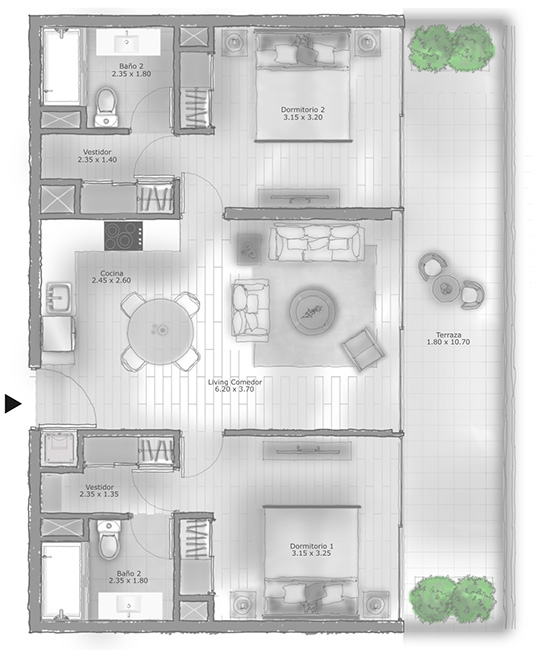 Baño 2
2.35 x 1.80
Dormitorio 2
3.15 x 3.20
Vestidor
2.35 x 1.40
Cocina
2.45 x 2.60
Terraza
1.80 x 10.70
Living Comedor
6.20 x 3.70
Vestidor
2.35 x 1.35
Dormitorio 1
3.15 x 3.25
Baño 2
2.35 x 1.80